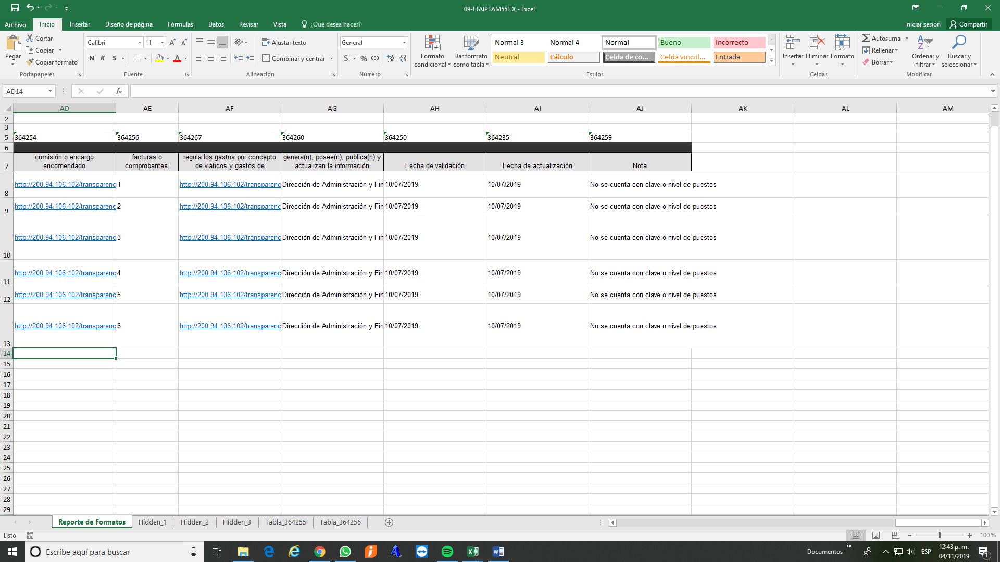 09-LTAIPEAM55FIX - Excel
Archivo Inicio Insertar Diseño de página Fórmulas Datos Revisar Vista ¿Qué desea hacer? Iniciar sesión Compartir
Pegar
Cortar
Copiar
Copiar formato
Portapapeles
Calibri 11
N K S A
Fuente
Ajustar texto
Combinar y centrar
Alineación
General
$ % 000
Número
Formato condicional
Dar formato como tabla
Normal 3 Normal 4 Normal Bueno Incorrecto
Neutral Cálculo Celda de co... Celda vincul... Entrada
Estilos
Insertar Eliminar Formato
Celdas
Autosuma
Rellenar
Borrar
Ordenar y filtrar
Buscar y seleccionar
Modificar
AD14 fx
AD AE AF AG AH AI AJ AK AL AM
2
3
5 364254 364256 364267 364260 364250 364235 364259
6
7 comisión o encargo encomendado facturas o comprobantes. regula los gastos por concepto de viáticos y gastos de genera(n), posee(n), publica(n) y actualizan la información Fecha de validación Fecha de actualización Nota
8 http://200.94.106.102/transparenc 1 http://200.94.106.102/transparenc Dirección de Administración y Fin 10/07/2019 10/07/2019 No se cuenta con clave o nivel de puestos
9 http://200.94.106.102/transparenc 2 http://200.94.106.102/transparenc Dirección de Administración y Fin 10/07/2019 10/07/2019 No se cuenta con clave o nivel de puestos
10 http://200.94.106.102/transparenc 3 http://200.94.106.102/transparenc Dirección de Administración y Fin 10/07/2019 10/07/2019 No se cuenta con clave o nivel de puestos
11 http://200.94.106.102/transparenc 4 http://200.94.106.102/transparenc Dirección de Administración y Fin 10/07/2019 10/07/2019 No se cuenta con clave o nivel de puestos
12 http://200.94.106.102/transparenc 5 http://200.94.106.102/transparenc Dirección de Administración y Fin 10/07/2019 10/07/2019 No se cuenta con clave o nivel de puestos
13 http://200.94.106.102/transparenc 6 http://200.94.106.102/transparenc Dirección de Administración y Fin 10/07/2019 10/07/2019 No se cuenta con clave o nivel de puestos
14
15
16
17
18
19
20
21
22
23
24
25
26
27
28
29
Reporte de Formatos Hidden_1 Hidden_2 Hidden_3 Tabla_364255 Tabla_364256
Listo 100 %
Escribe aquí para buscar
Documentos ESP
12:43 p. m.
04/11/2019
1